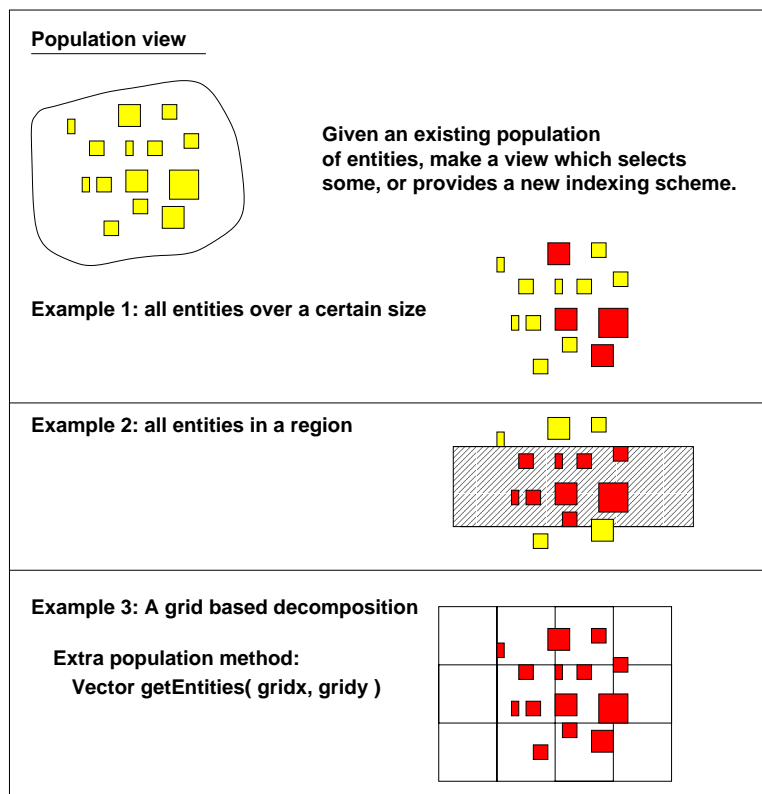 Population view
Given an existing population
of entities, make a view which selects
some, or provides a new indexing scheme.
Example 1: all entities over a certain size
Example 2: all entities in a region
Example 3: A grid based decomposition
Extra population method:
Vector getEntities( gridx, gridy )